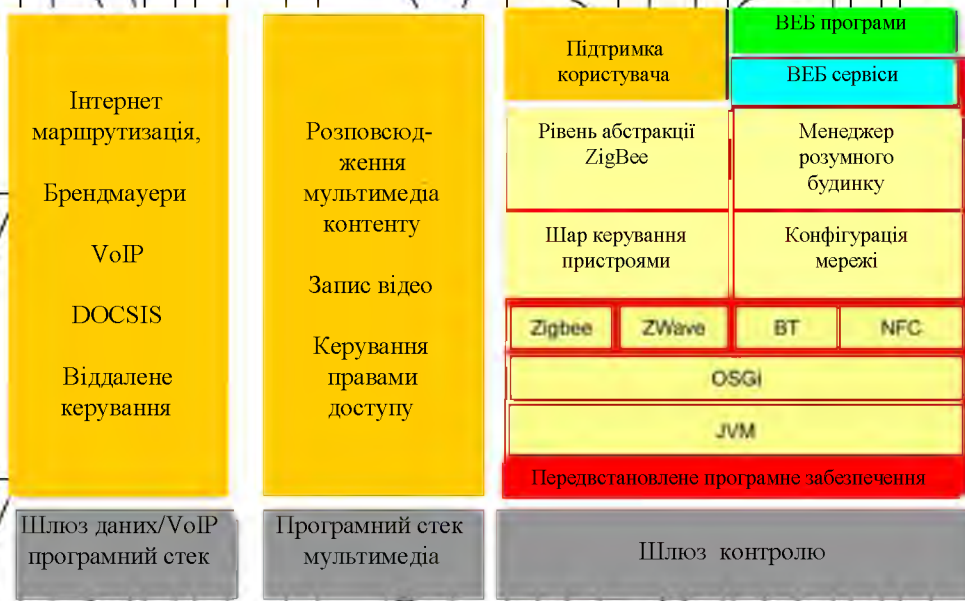 Інтернет
маршрутизація,
Брендмауери
VoIP
DOCSIS
Віддалене
керування
Шлюз даних/VoIP
програмний стек
Розповсюд-
ження
мультимедіа
контенту
Запис відео
Керування
правами
доступу
Програмний стек
мультимедіа
Підтримка
користувача
ВЕБ програми
ВЕБ сервіси
Рівень абстракції
ZigBee
Менеджер
розумного
будинку
Шар керування
пристроями
Конфігурація
мережі
Zigbee
ZWave
BT
NFC
OSGi
JVM
Передвстановлене програмне забезпечення
Шлюз контролю